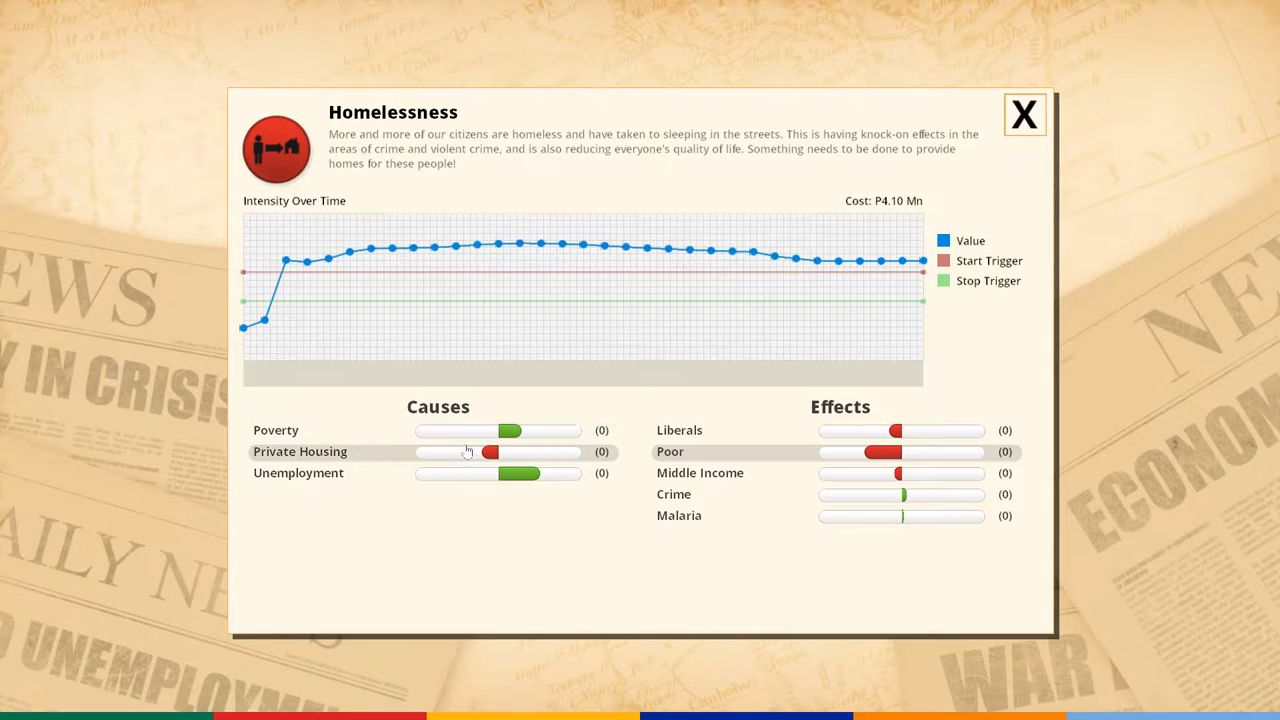 Homelessness
X
More and more of our citizens are homeless and have taken to sleeping in the streets. This is having knock-on effects in the
areas of crime and violent crime, and is also reducing everyone's quality of life. Something needs to be done to provide
homes for these people!
Intensity Over Time
Cost: P4.10 Mn
Value
Start Trigger
Stop Trigger
Causes
Poverty (0)
Private Housing (0)
Unemployment (0)
Effects
Liberals (0)
Poor (0)
Middle Income (0)
Crime (0)
Malaria (0)
EWS
Y IN CRISIS
AILY NE
D UNEMPLOYM
NE
ECONOM
WAR